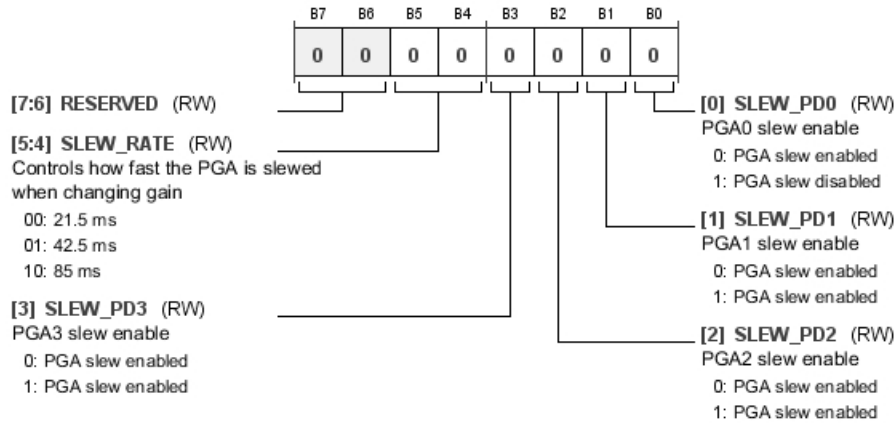 B7 B6 B5 B4 B3 B2 B1 B0
0 0 0 0 0 0 0 0
[7:6] RESERVED (RW)
[5:4] SLEW_RATE (RW)
Controls how fast the PGA is slewed
when changing gain
00: 21.5 ms
01: 42.5 ms
10: 85 ms
[3] SLEW_PD3 (RW)
PGA3 slew enable
0: PGA slew enabled
1: PGA slew enabled
[0] SLEW_PD0 (RW)
PGA0 slew enable
0: PGA slew enabled
1: PGA slew disabled
[1] SLEW_PD1 (RW)
PGA1 slew enable
0: PGA slew enabled
1: PGA slew enabled
[2] SLEW_PD2 (RW)
PGA2 slew enable
0: PGA slew enabled
1: PGA slew enabled